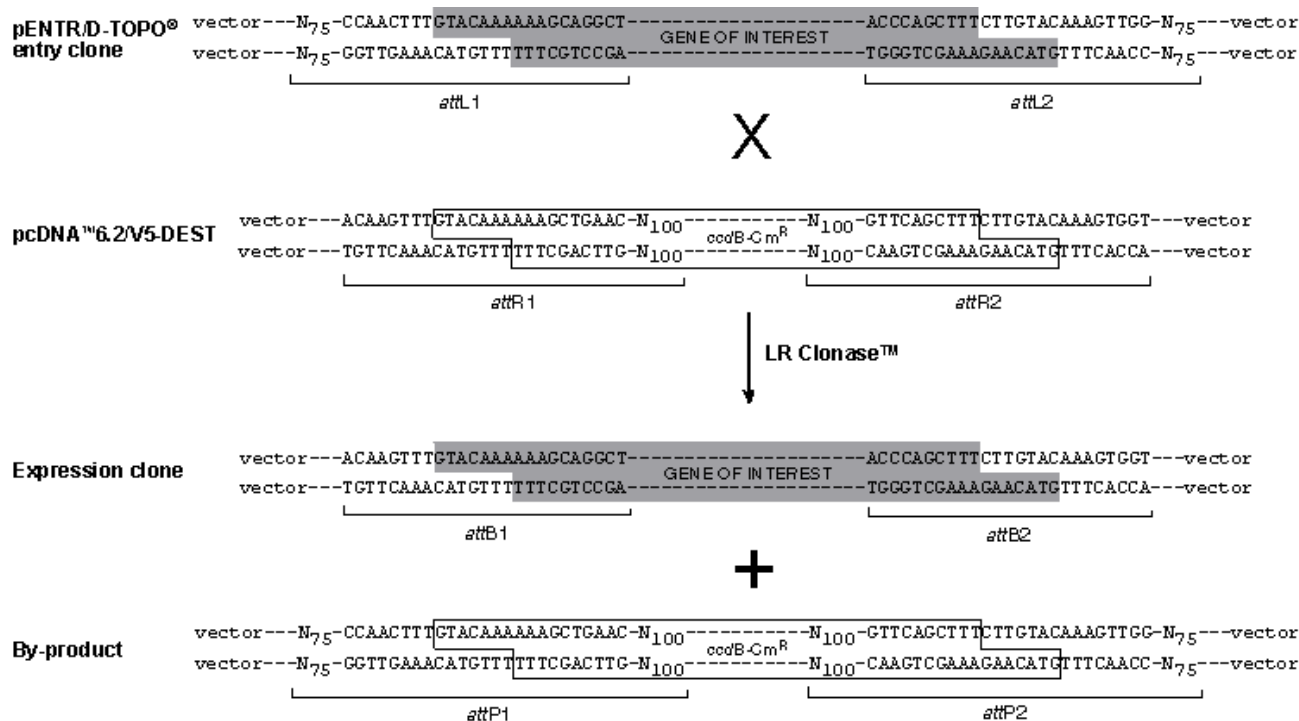 pENTR/D-TOPO®
entry clone
vector---N75-CCAACTTTGTACAAAAAAGCAGGCT--------------------------ACCCAGCTTTCTTGTACAAAGTTGG-N75---vector
GENE OF INTEREST
vector---N75-GGTTGAAACATGTTTTTTCGTCCGA--------------------------TGGGTCGAAAGAACATGTTTCAACC-N75---vector
attL1
attL2
X
pcDNA™6.2/V5-DEST
vector---ACAAGTTTGTACAAAAAAGCTGAAC-N100----------N100-GTTCAGCTTTCTTGTACAAAGTGGT---vector
ccdB-CmR
vector---TGTTCAAACATGTTTTTTCGACTTG-N100----------N100-CAAGTCGAAAGAACATGTTTCACCA---vector
attR1
attR2
LR Clonase™
Expression clone
vector---ACAAGTTTGTACAAAAAAGCAGGCT--------------------------ACCCAGCTTTCTTGTACAAAGTGGT---vector
GENE OF INTEREST
vector---TGTTCAAACATGTTTTTTCGTCCGA--------------------------TGGGTCGAAAGAACATGTTTCACCA---vector
attB1
attB2
+
By-product
vector---N75-CCAACTTTGTACAAAAAAGCTGAAC-N100----------N100-GTTCAGCTTTCTTGTACAAAGTTGG-N75---vector
ccdB-CmR
vector---N75-GGTTGAAACATGTTTTTTCGACTTG-N100----------N100-CAAGTCGAAAGAACATGTTTCAACC-N75---vector
attP1
attP2